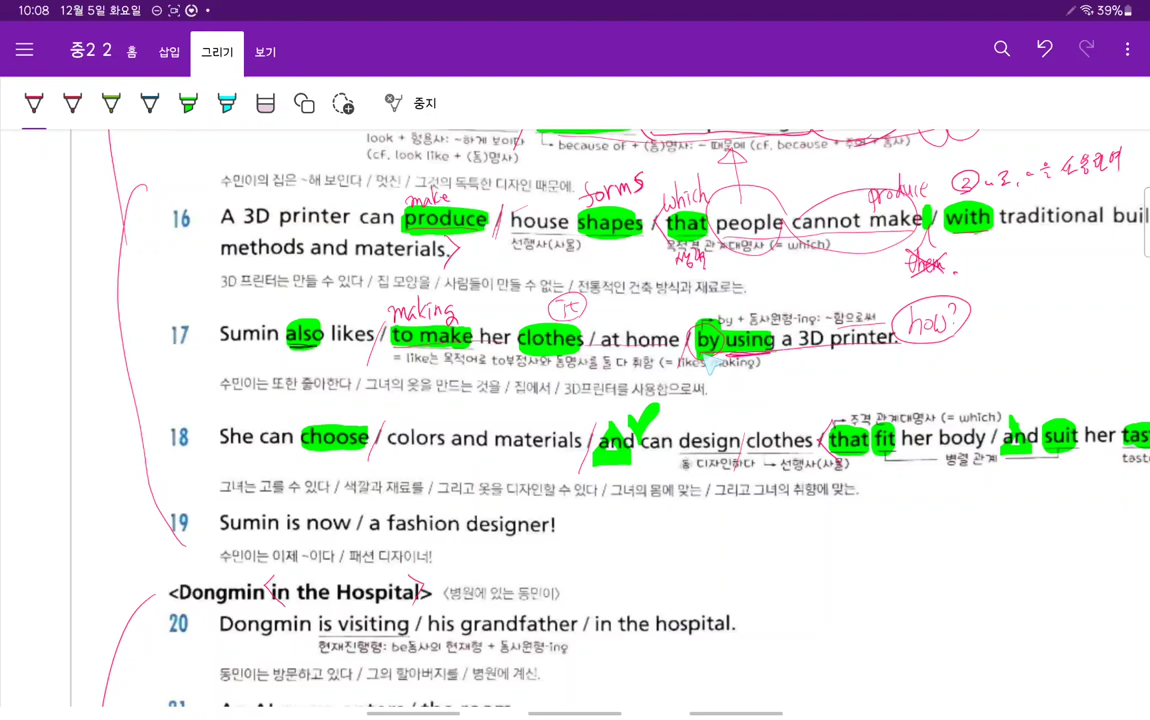 10:08 12월 5일 화요일 39%
중2 2 홈 삽입 그리기 보기
중지
look + 형용사: ~하게 보이다 because of + (동)명사: ~ 때문에 (cf. because + 주어 + 동사)
(cf. look like + (동)명사)
수민이의 집은 ~해 보인다 / 멋진 / 그것의 독특한 디자인 때문에.
make forms which produce ② ~로, ~을 소용하여
16 A 3D printer can produce / house shapes / that people cannot make / with traditional buil
선행사(사물) 목적격 관계대명사 (= which)
methods and materials. 생략 them.
3D 프린터는 만들 수 있다 / 집 모양을 / 사람들이 만들 수 없는 / 전통적인 건축 방식과 재료로는.
making it by + 동사원형-ing: ~함으로써 how?
17 Sumin also likes / to make her clothes / at home / by using a 3D printer.
= like는 목적어로 to부정사와 동명사를 둘 다 취함 (= likes making)
수민이는 또한 좋아한다 / 그녀의 옷을 만드는 것을 / 집에서 / 3D프린터를 사용함으로써.
주격 관계대명사 (= which)
18 She can choose / colors and materials / and can design clothes / that fit her body / and suit her tas
동 디자인하다 선행사(사물) 병렬 관계 tast
그녀는 고를 수 있다 / 색깔과 재료를 / 그리고 옷을 디자인할 수 있다 / 그녀의 몸에 맞는 / 그리고 그녀의 취향에 맞는.
19 Sumin is now / a fashion designer!
수민이는 이제 ~이다 / 패션 디자이너!
<Dongmin in the Hospital> 〈병원에 있는 동민이〉
20 Dongmin is visiting / his grandfather / in the hospital.
현재진행형: be동사의 현재형 + 동사원형-ing
동민이는 방문하고 있다 / 그의 할아버지를 / 병원에 계신.